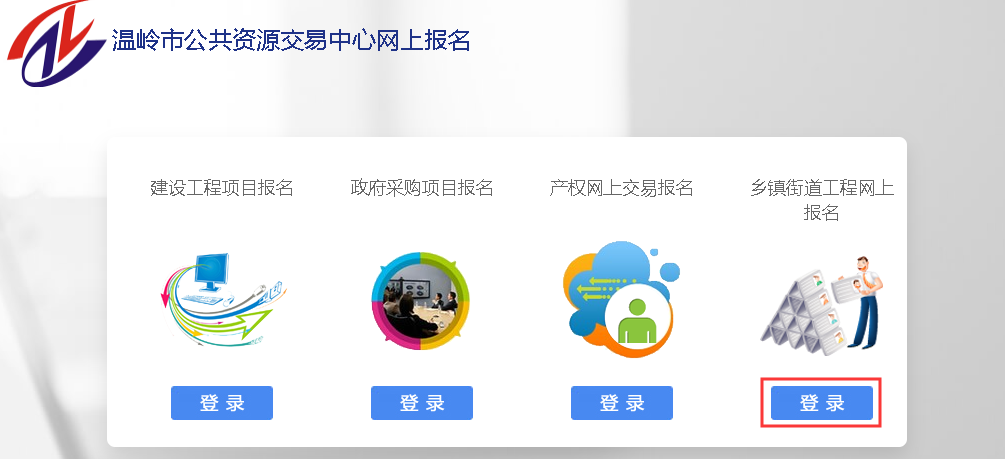 温岭市公共资源交易中心网上报名
建设工程项目报名
政府采购项目报名
产权网上交易报名
乡镇街道工程网上
报名
登 录
登 录
登 录
登 录